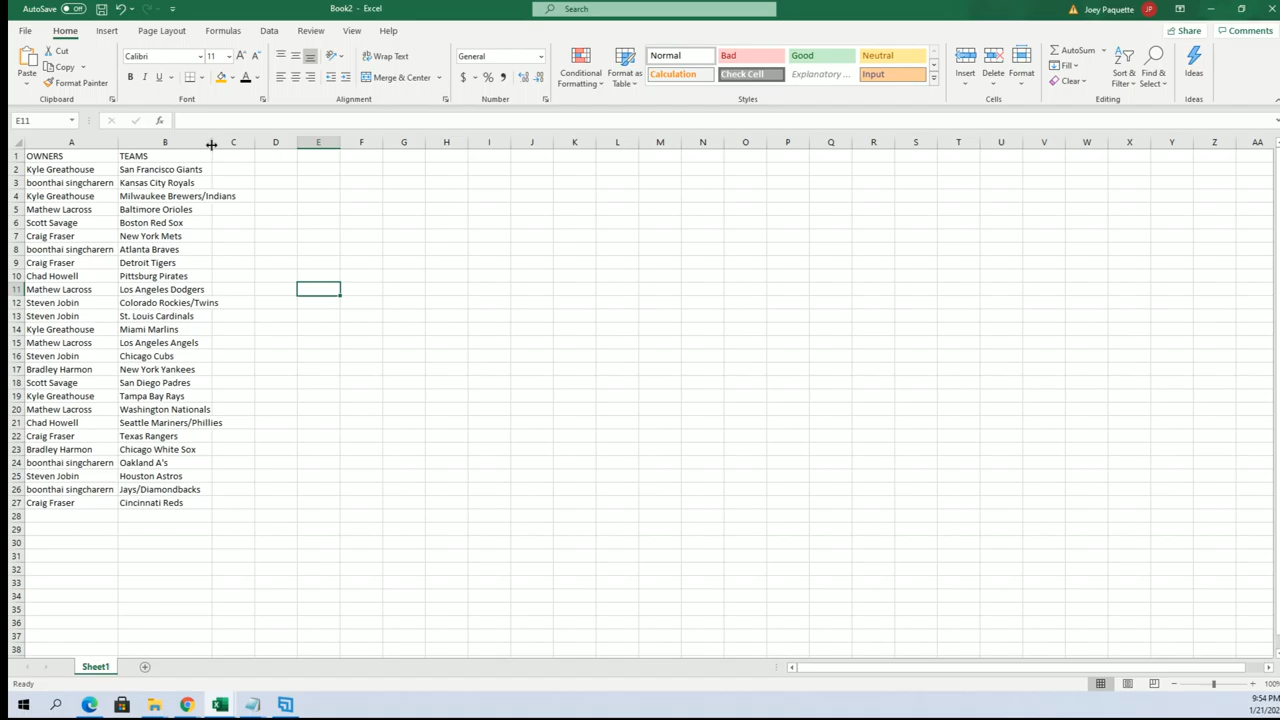 AutoSave Off Book2 - Excel Search Joey Paquette JP
File Home Insert Page Layout Formulas Data Review View Help Share Comments
Paste Cut Copy Format Painter Clipboard
Calibri 11 A A B I U A Font
Wrap Text Merge & Center Alignment
General $ % Number
Conditional Formatting Format as Table
Normal Bad Good Neutral
Calculation Check Cell Explanatory ... Input
Styles
Insert Delete Format Cells
AutoSum Fill Clear Sort & Filter Find & Select Editing
Ideas Ideas
E11 fx
A B C D E F G H I J K L M N O P Q R S T U V W X Y Z AA
1 OWNERS TEAMS
2 Kyle Greathouse San Francisco Giants
3 boonthai singcharern Kansas City Royals
4 Kyle Greathouse Milwaukee Brewers/Indians
5 Mathew Lacross Baltimore Orioles
6 Scott Savage Boston Red Sox
7 Craig Fraser New York Mets
8 boonthai singcharern Atlanta Braves
9 Craig Fraser Detroit Tigers
10 Chad Howell Pittsburg Pirates
11 Mathew Lacross Los Angeles Dodgers
12 Steven Jobin Colorado Rockies/Twins
13 Steven Jobin St. Louis Cardinals
14 Kyle Greathouse Miami Marlins
15 Mathew Lacross Los Angeles Angels
16 Steven Jobin Chicago Cubs
17 Bradley Harmon New York Yankees
18 Scott Savage San Diego Padres
19 Kyle Greathouse Tampa Bay Rays
20 Mathew Lacross Washington Nationals
21 Chad Howell Seattle Mariners/Phillies
22 Craig Fraser Texas Rangers
23 Bradley Harmon Chicago White Sox
24 boonthai singcharern Oakland A's
25 Steven Jobin Houston Astros
26 boonthai singcharern Jays/Diamondbacks
27 Craig Fraser Cincinnati Reds
28
29
30
31
32
33
34
35
36
37
38
Sheet1
Ready 100%
9:54 PM
1/21/202